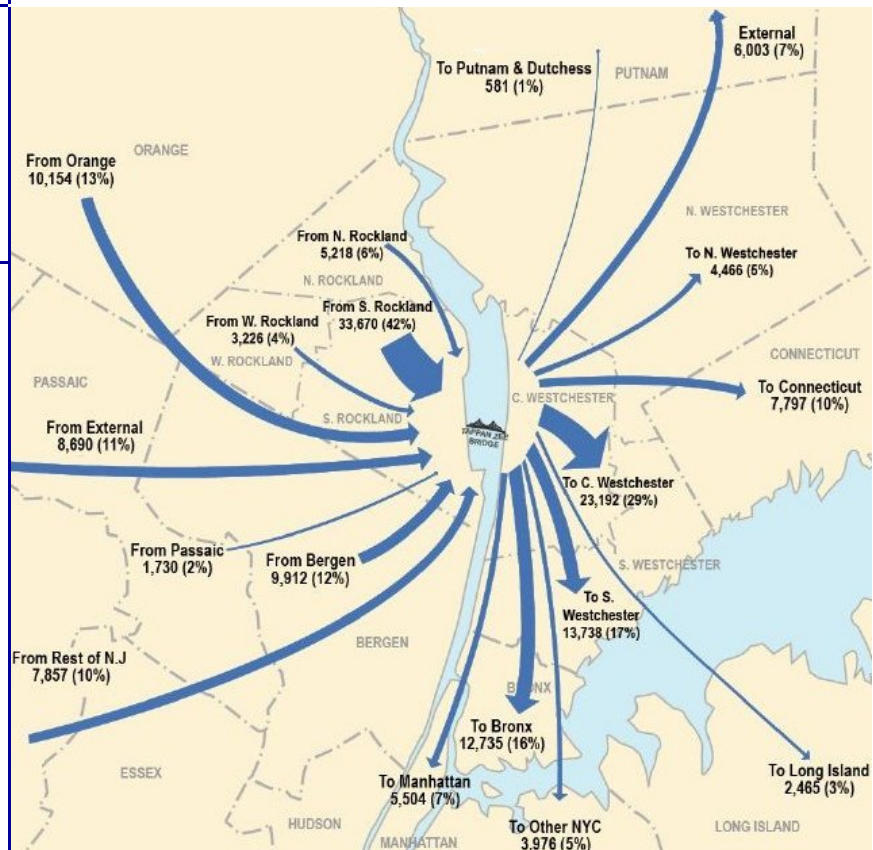 External
6,003 (7%)
To Putnam & Dutchess
581 (1%)
PUTNAM
ORANGE
From Orange
10,154 (13%)
N. WESTCHESTER
From N. Rockland
5,218 (6%)
To N. Westchester
4,466 (5%)
N. ROCKLAND
From S. Rockland
33,670 (42%)
From W. Rockland
3,226 (4%)
W. ROCKLAND
CONNECTICUT
PASSAIC
To Connecticut
7,797 (10%)
C. WESTCHESTER
S. ROCKLAND
From External
8,690 (11%)
TAPPAN ZEE
BRIDGE
To C. Westchester
23,192 (29%)
From Passaic
1,730 (2%)
From Bergen
9,912 (12%)
S. WESTCHESTER
To S.
Westchester
13,738 (17%)
BERGEN
From Rest of N.J
7,857 (10%)
BRONX
To Bronx
12,735 (16%)
ESSEX
To Manhattan
5,504 (7%)
To Long Island
2,465 (3%)
HUDSON
To Other NYC
3,976 (5%)
LONG ISLAND
MANHATTAN